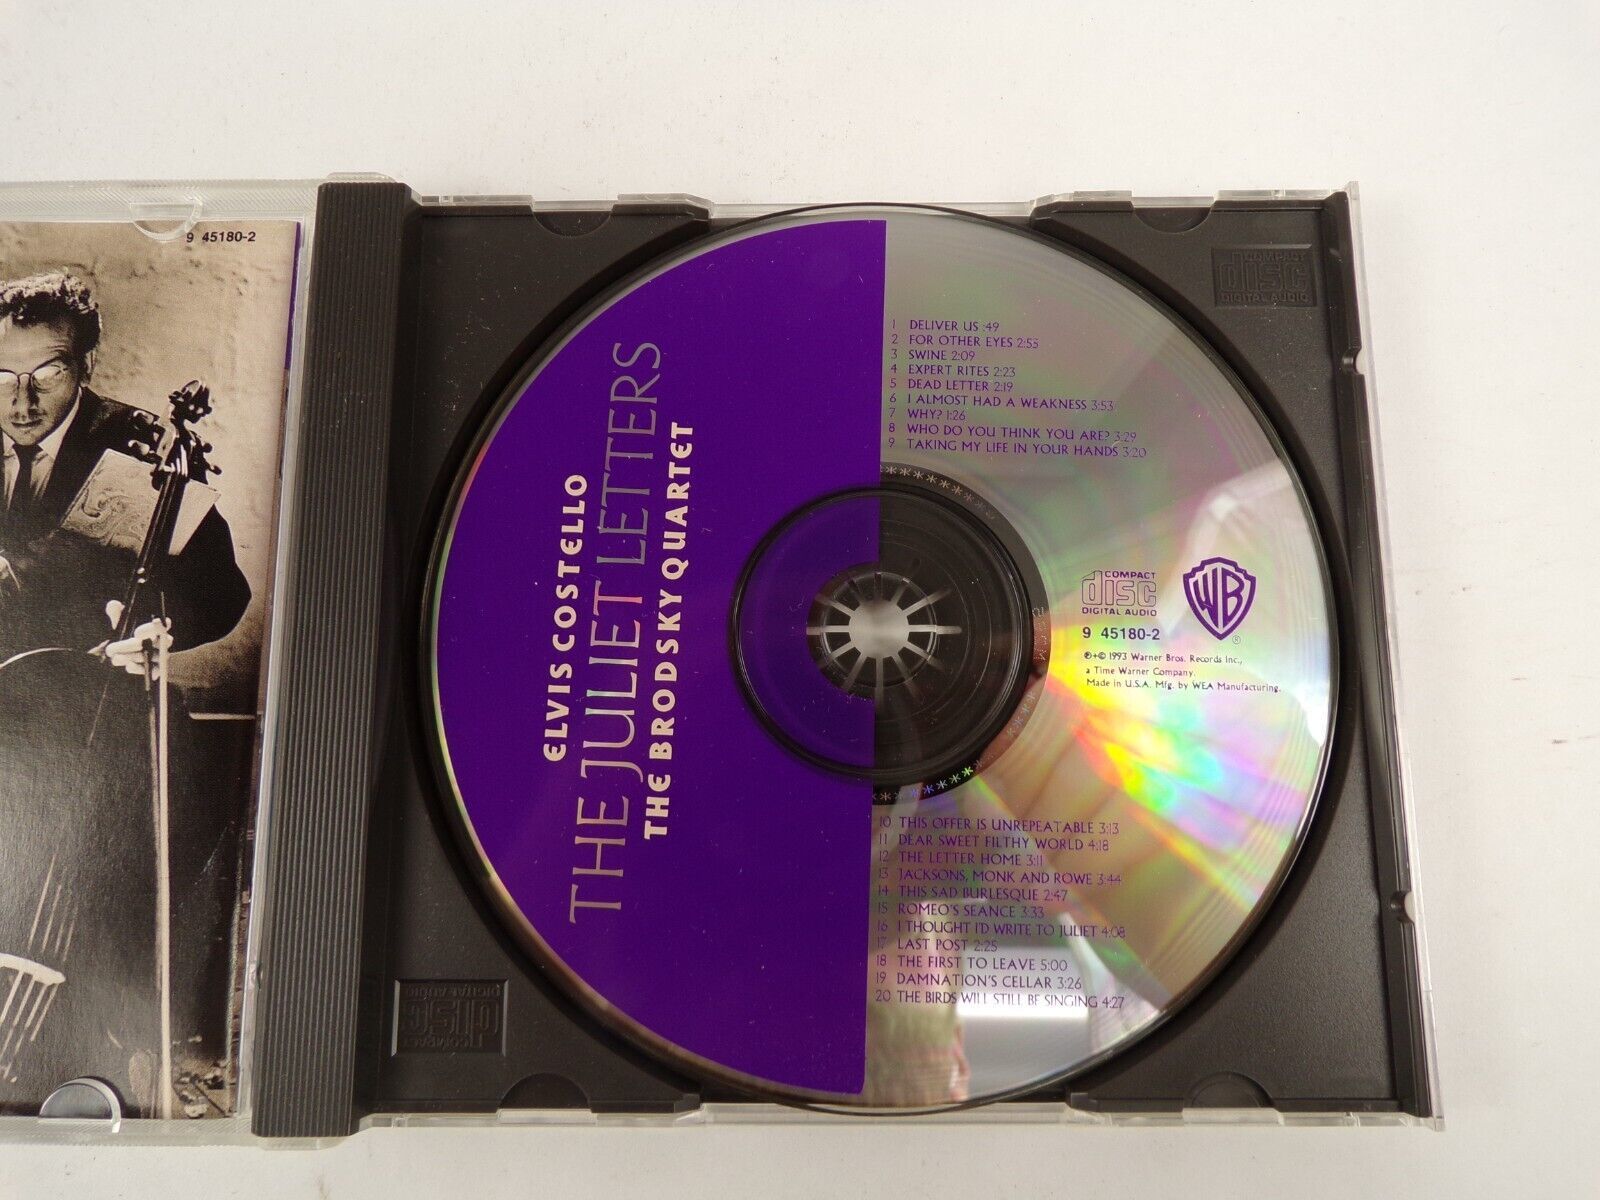 9 45180-2
COMPACT
disc
DIGITAL AUDIO
ELVIS COSTELLO
THE JULIET LETTERS
THE BRODSKY QUARTET
1 DELIVER US :49
2 FOR OTHER EYES 2:53
3 SWINE 2:09
4 EXPERT RITES 2:23
5 DEAD LETTER 2:19
6 I ALMOST HAD A WEAKNESS 3:53
7 WHY? 1:26
8 WHO DO YOU THINK YOU ARE? 3:29
9 TAKING MY LIFE IN YOUR HANDS 3:20
COMPACT
disc
DIGITAL AUDIO
WB
®
9 45180-2
℗+© 1993 Warner Bros. Records Inc.,
a Time Warner Company.
Made in U.S.A. Mfg. by WEA Manufacturing.
10 THIS OFFER IS UNREPEATABLE 3:13
11 DEAR SWEET FILTHY WORLD 4:18
12 THE LETTER HOME 3:11
13 JACKSONS, MONK AND ROWE 3:44
14 THIS SAD BURLESQUE 2:47
15 ROMEO'S SEANCE 3:33
16 I THOUGHT I'D WRITE TO JULIET 4:08
17 LAST POST 2:25
18 THE FIRST TO LEAVE 5:00
19 DAMNATION'S CELLAR 3:26
20 THE BIRDS WILL STILL BE SINGING 4:27
COMPACT
disc
DIGITAL AUDIO